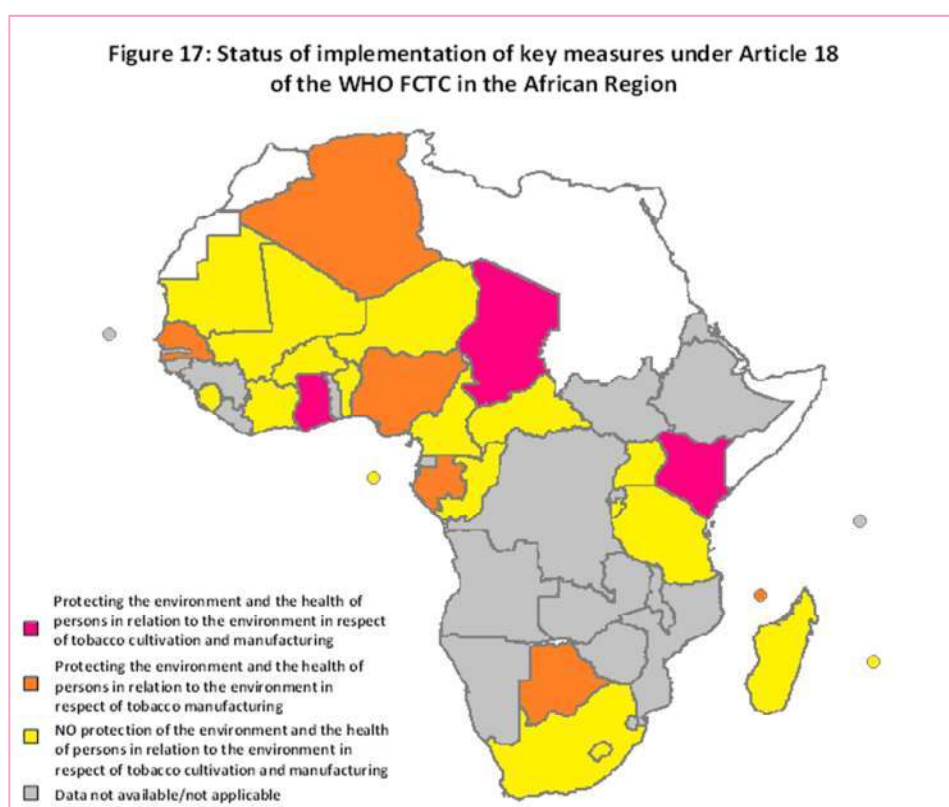 Figure 17: Status of implementation of key measures under Article 18
of the WHO FCTC in the African Region
Protecting the environment and the health of
persons in relation to the environment in respect
of tobacco cultivation and manufacturing
Protecting the environment and the health of
persons in relation to the environment in
respect of tobacco manufacturing
NO protection of the environment and the health
of persons in relation to the environment in
respect of tobacco cultivation and manufacturing
Data not available/not applicable